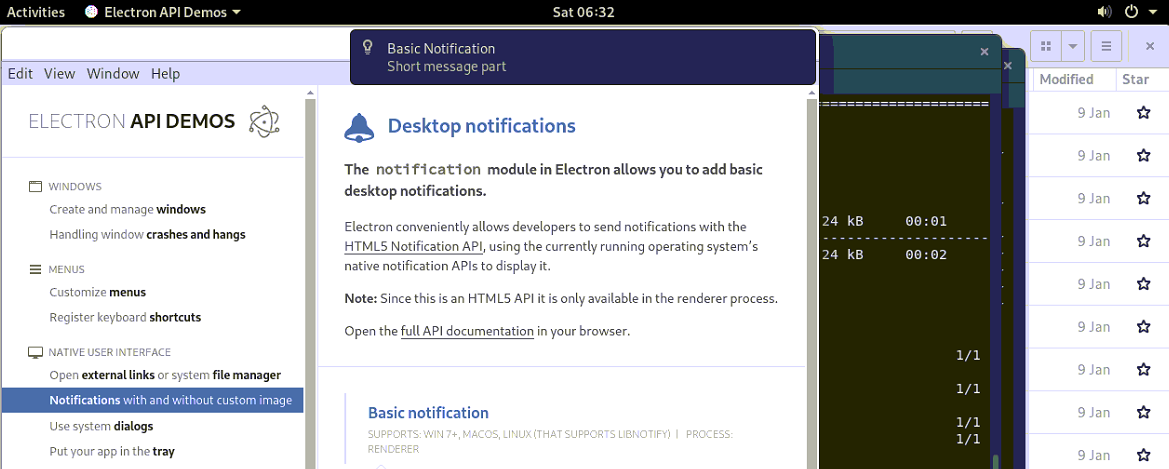 Activities
Electron API Demos
Sat 06:32
Basic Notification
Short message part
Edit View Window Help
ELECTRON API DEMOS
WINDOWS
Create and manage windows
Handling window crashes and hangs
MENUS
Customize menus
Register keyboard shortcuts
NATIVE USER INTERFACE
Open external links or system file manager
Notifications with and without custom image
Use system dialogs
Put your app in the tray
Desktop notifications
The notification module in Electron allows you to add basic
desktop notifications.
Electron conveniently allows developers to send notifications with the
HTML5 Notification API, using the currently running operating system's
native notification APIs to display it.
Note: Since this is an HTML5 API it is only available in the renderer process.
Open the full API documentation in your browser.
Basic notification
SUPPORTS: WIN 7+, MACOS, LINUX (THAT SUPPORTS LIBNOTIFY) | PROCESS:
RENDERER
24 kB 00:01
24 kB 00:02
1/1
1/1
1/1
1/1
Modified Star
9 Jan
9 Jan
9 Jan
9 Jan
9 Jan
9 Jan
9 Jan
9 Jan
9 Jan